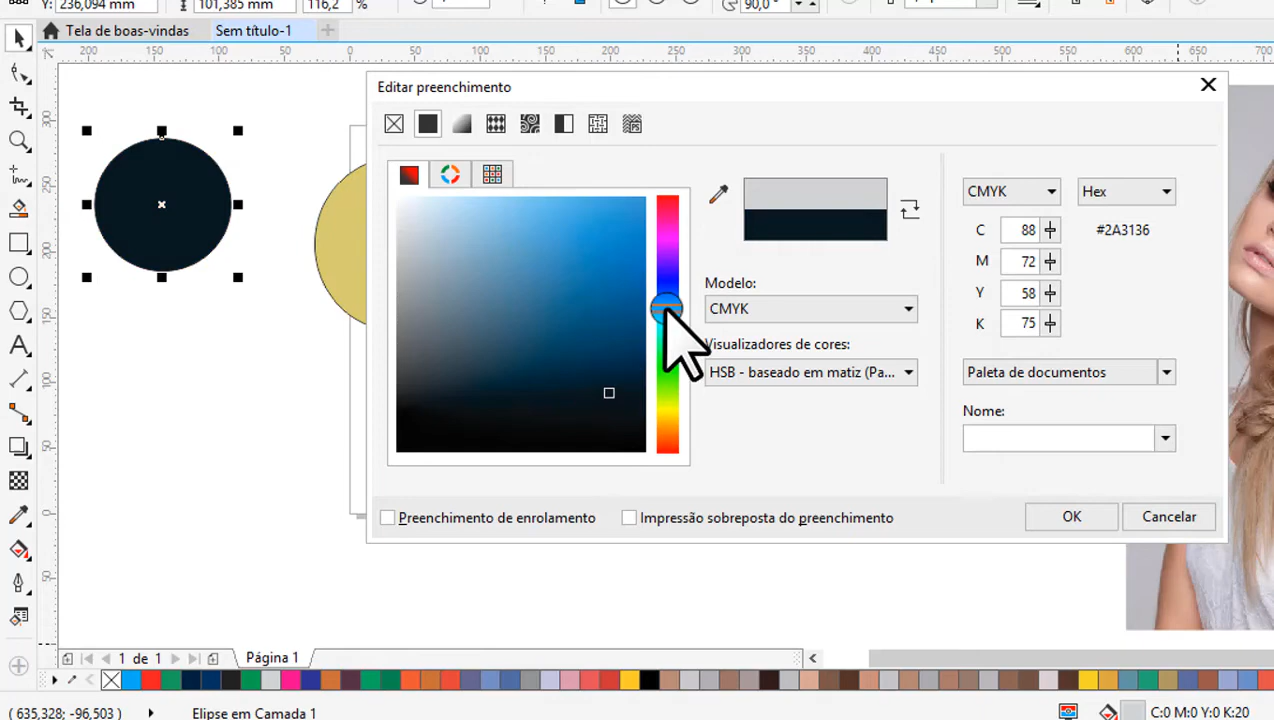 Y: 236,094 mm 101,385 mm 116,2 % 90,0 °
Tela de boas-vindas Sem título-1
200 150 100 50 0 50 100 150 200 250 300 350 400 450 500 550 600 650 700
Editar preenchimento
CMYK Hex
C 88 #2A3136
M 72
Y 58
K 75
Modelo:
CMYK
Visualizadores de cores:
HSB - baseado em matiz (Pa...
Paleta de documentos
Nome:
Preenchimento de enrolamento Impressão sobreposta do preenchimento OK Cancelar
1 de 1 Página 1
( 635,328; -96,503 ) Elipse em Camada 1 C:0 M:0 Y:0 K:20